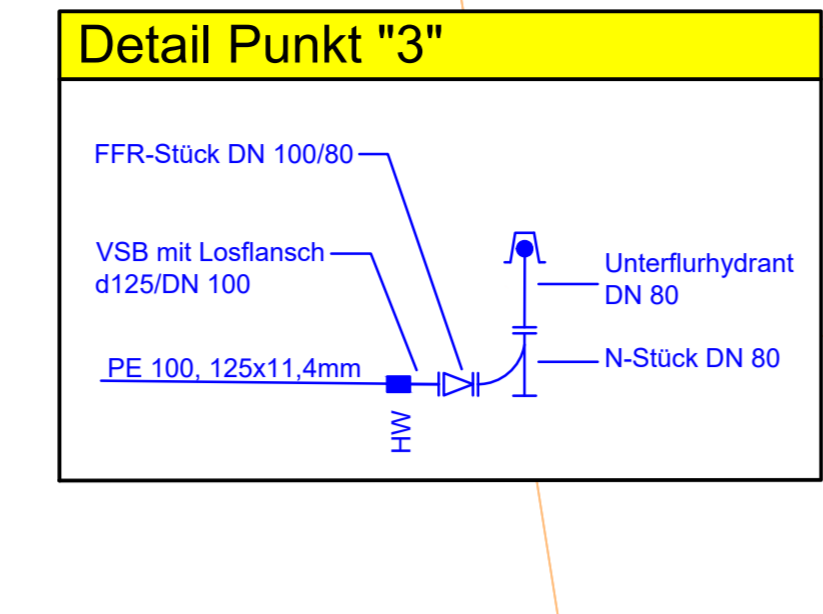 Detail Punkt "3"
FFR-Stück DN 100/80
VSB mit Losflansch
d125/DN 100
Unterflurhydrant
DN 80
PE 100, 125x11,4mm
N-Stück DN 80
HW